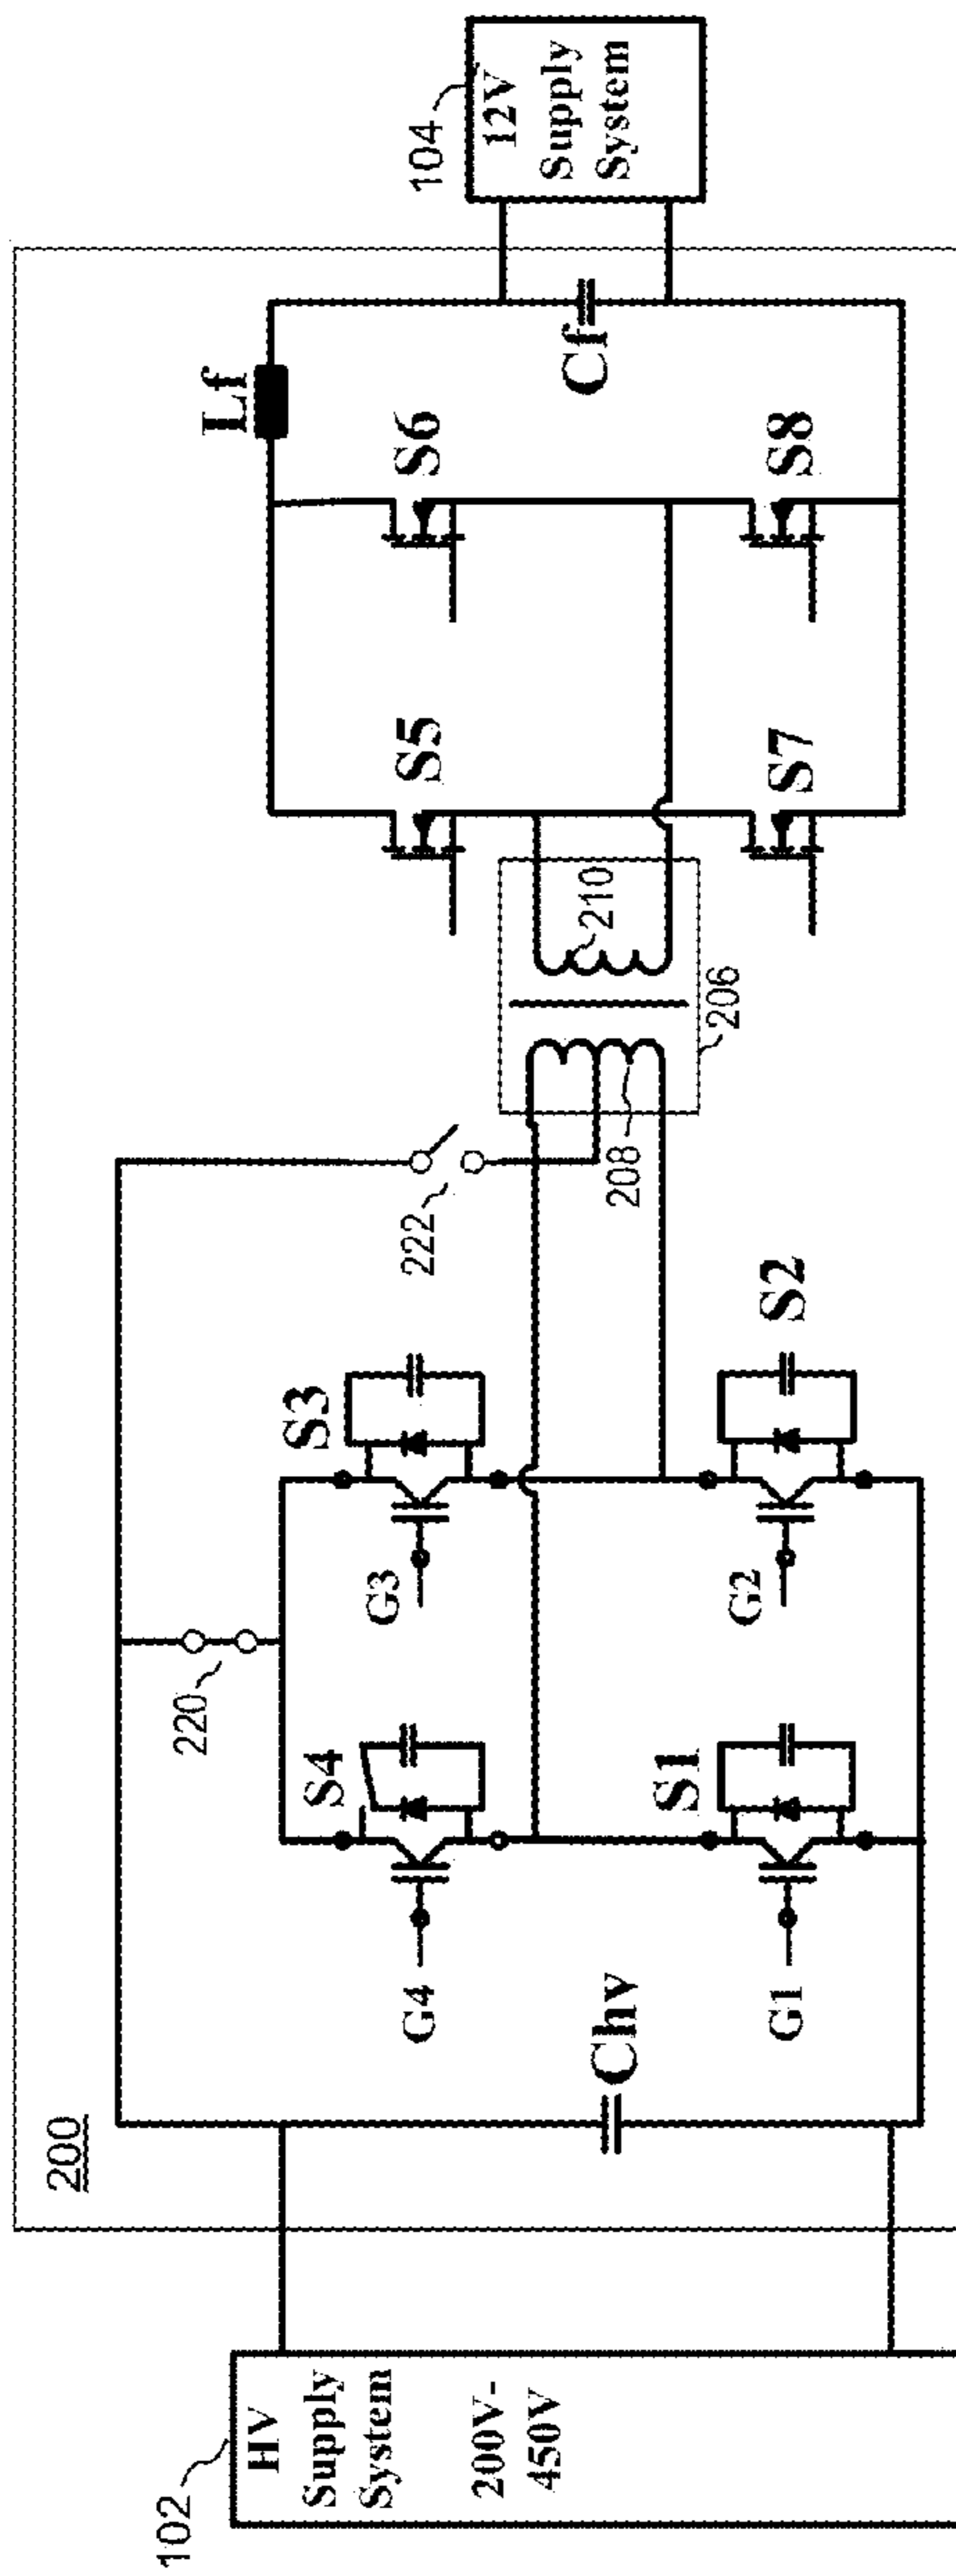 200
102
HV
Supply
System
200V-
450V
Chv
G4
S4
G1
S1
220
G3
S3
G2
S2
222
208
206
210
S5
S6
S7
S8
Lf
Cf
104
12V
Supply
System